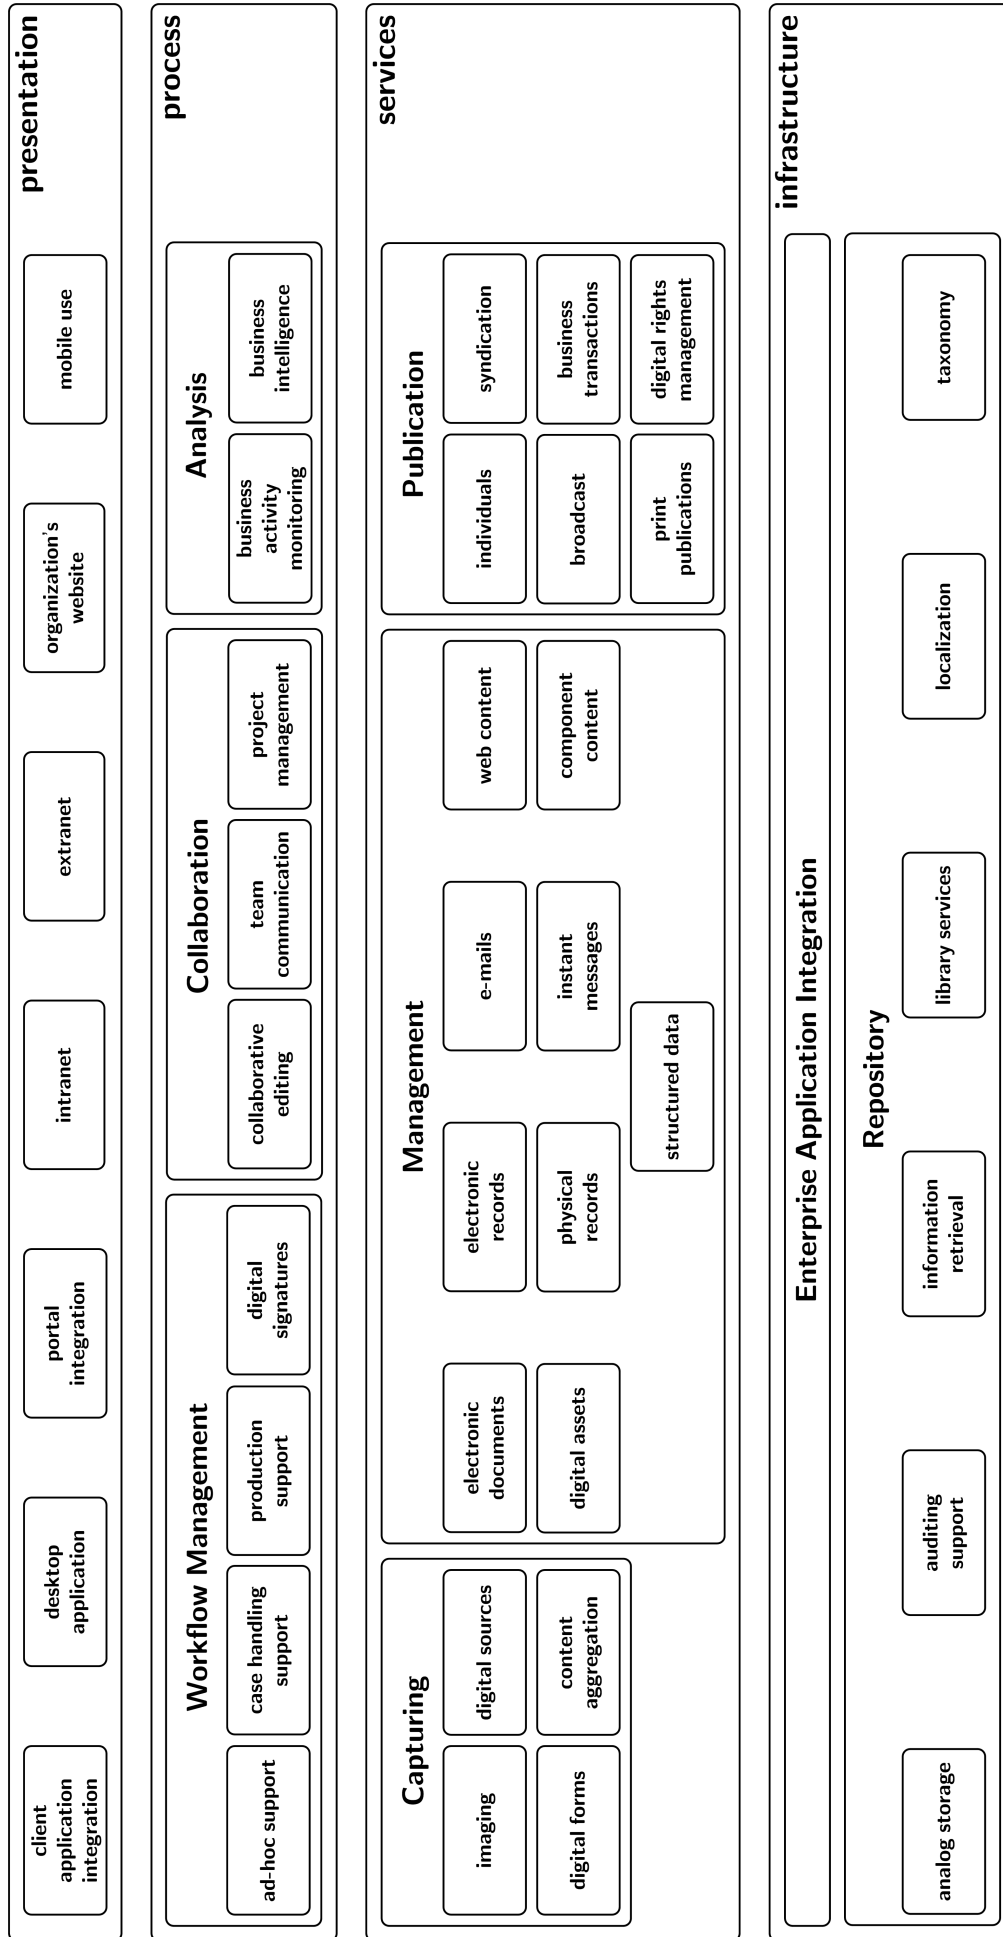 presentation
client
application
integration
desktop
application
portal
integration
intranet
extranet
organization's
website
mobile use
process
Workflow Management
ad-hoc support
case handling
support
production
support
digital
signatures
Collaboration
collaborative
editing
team
communication
project
management
Analysis
business
activity
monitoring
business
intelligence
services
Capturing
imaging
digital sources
digital forms
content
aggregation
Management
electronic
documents
electronic
records
e-mails
web content
digital assets
physical
records
instant
messages
component
content
structured data
Publication
individuals
syndication
broadcast
business
transactions
print
publications
digital rights
management
infrastructure
Enterprise Application Integration
Repository
analog storage
auditing
support
information
retrieval
library services
localization
taxonomy